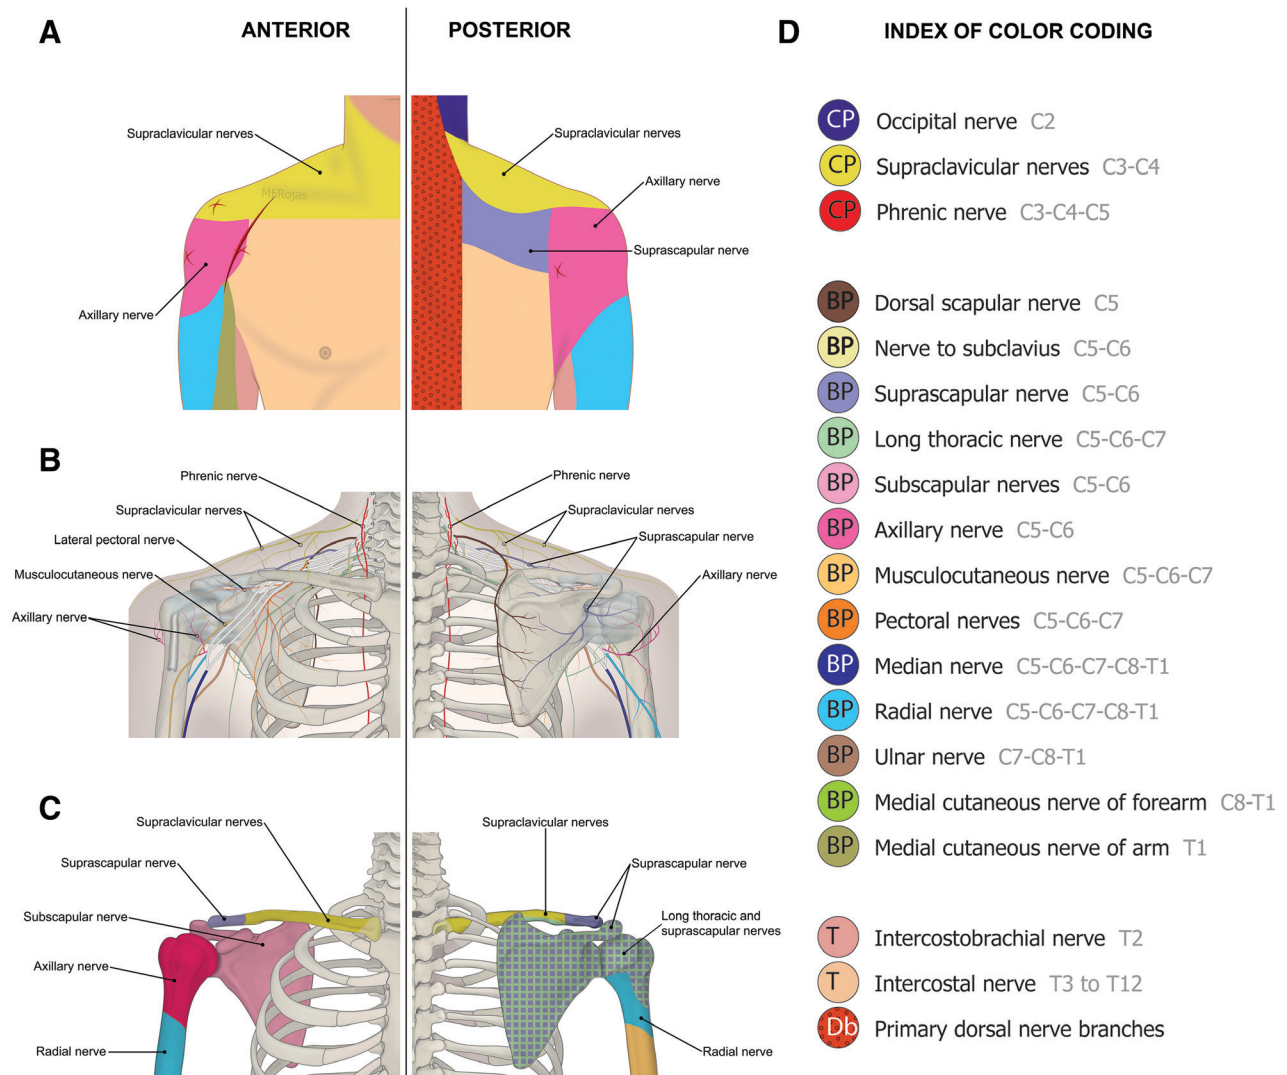 A
ANTERIOR
POSTERIOR
Supraclavicular nerves
MFRojas
Axillary nerve
Supraclavicular nerves
Axillary nerve
Suprascapular nerve
B
Phrenic nerve
Supraclavicular nerves
Lateral pectoral nerve
Musculocutaneous nerve
Axillary nerve
Phrenic nerve
Supraclavicular nerves
Suprascapular nerve
Axillary nerve
C
Supraclavicular nerves
Suprascapular nerve
Subscapular nerve
Axillary nerve
Radial nerve
Supraclavicular nerves
Suprascapular nerve
Long thoracic and
suprascapular nerves
Radial nerve
D
INDEX OF COLOR CODING
CP Occipital nerve C2
CP Supraclavicular nerves C3-C4
CP Phrenic nerve C3-C4-C5
BP Dorsal scapular nerve C5
BP Nerve to subclavius C5-C6
BP Suprascapular nerve C5-C6
BP Long thoracic nerve C5-C6-C7
BP Subscapular nerves C5-C6
BP Axillary nerve C5-C6
BP Musculocutaneous nerve C5-C6-C7
BP Pectoral nerves C5-C6-C7
BP Median nerve C5-C6-C7-C8-T1
BP Radial nerve C5-C6-C7-C8-T1
BP Ulnar nerve C7-C8-T1
BP Medial cutaneous nerve of forearm C8-T1
BP Medial cutaneous nerve of arm T1
T Intercostobrachial nerve T2
T Intercostal nerve T3 to T12
Db Primary dorsal nerve branches